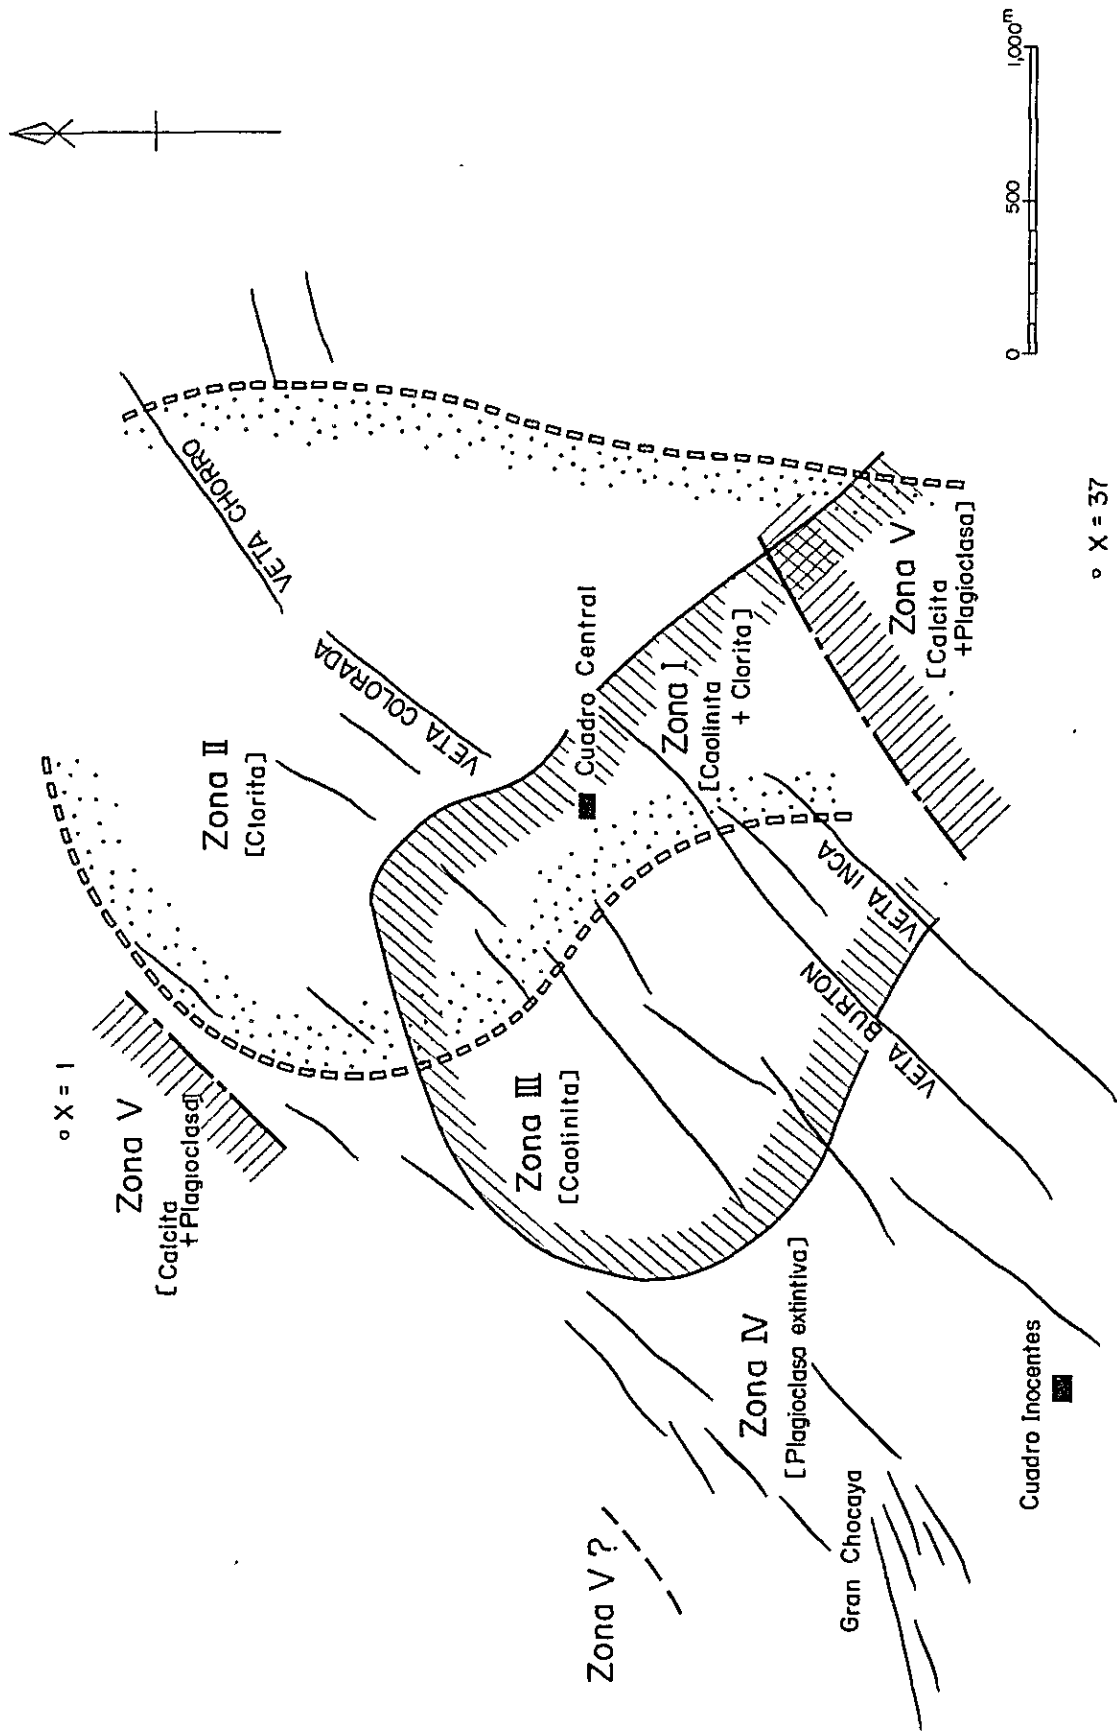 X = 1
Zona V
[Calcita
+Plagioclasa]
Zona II
[Clorita]
VETA CHORRO
VETA COLORADA
Zona V ?
Zona III
[Caolinita]
Cuadro Central
Zona I
[Caolinita
+ Clorita]
Zona IV
[Plagioclasa extintiva]
Gran Chocaya
VETA BURTON
VETA INCA
Zona V
[Calcita
+Plagioclasa]
Cuadro Inocentes
X = 37
0 500 1,000m